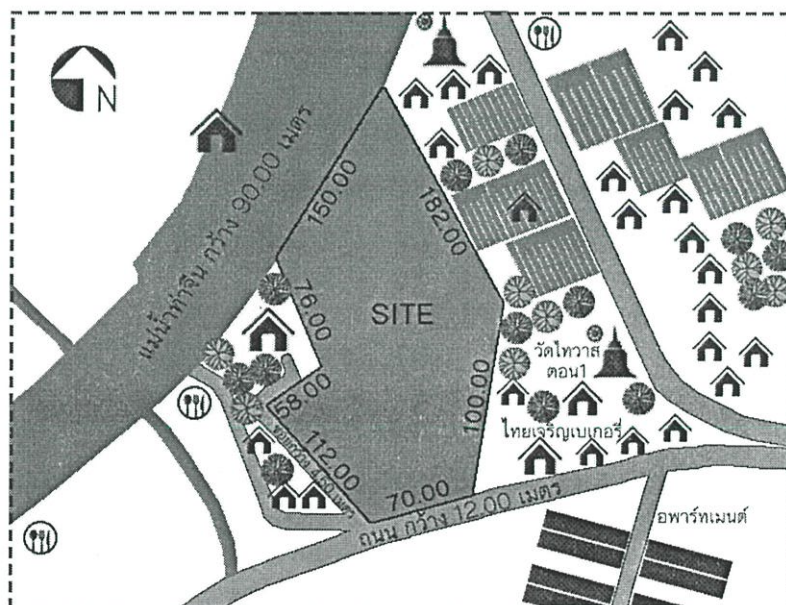 N
แม่น้ำท่าจีน กว้าง 90.00 เมตร
150.00
182.00
76.00
SITE
58.00
112.00
100.00
70.00
วัดไทวาส
ตอน1
ไทยเจริญเบเกอรี่
ถนน กว้าง 12.00 เมตร
อพาร์ทเมนต์